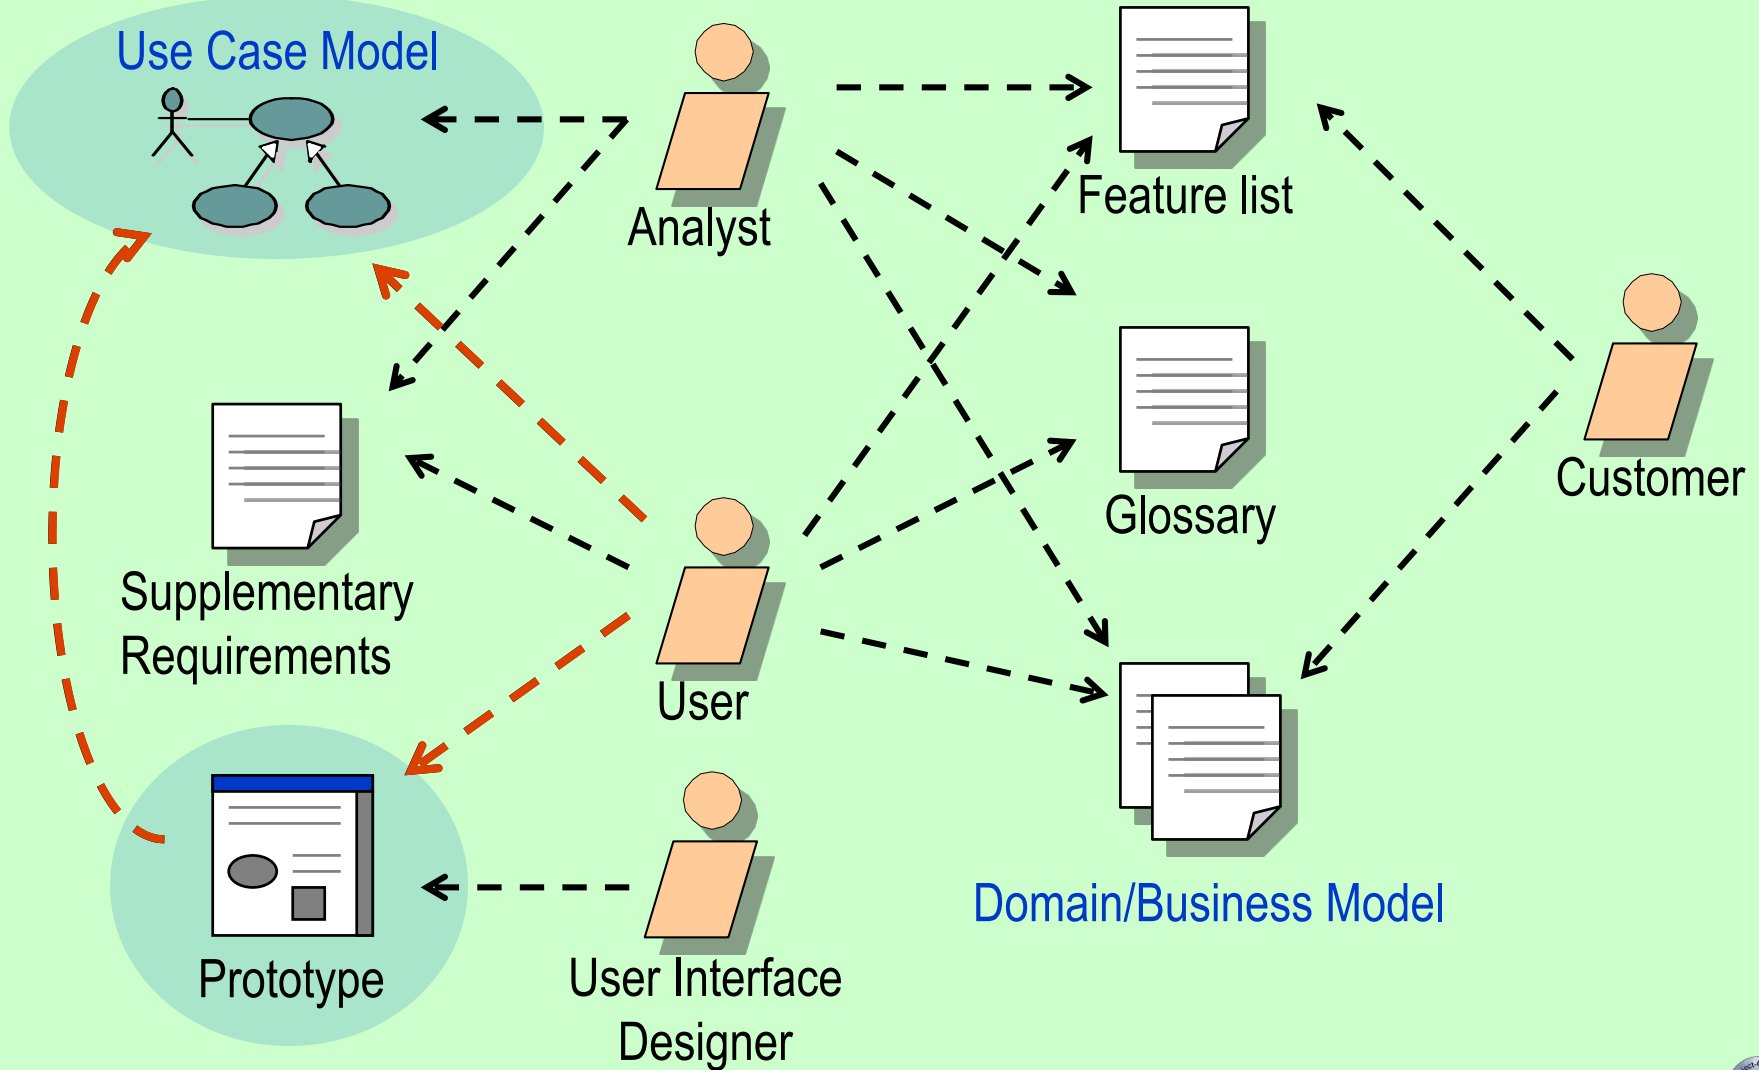 Use Case Model
Analyst
Feature list
Supplementary
Requirements
User
Glossary
Customer
Prototype
User Interface
Designer
Domain/Business Model